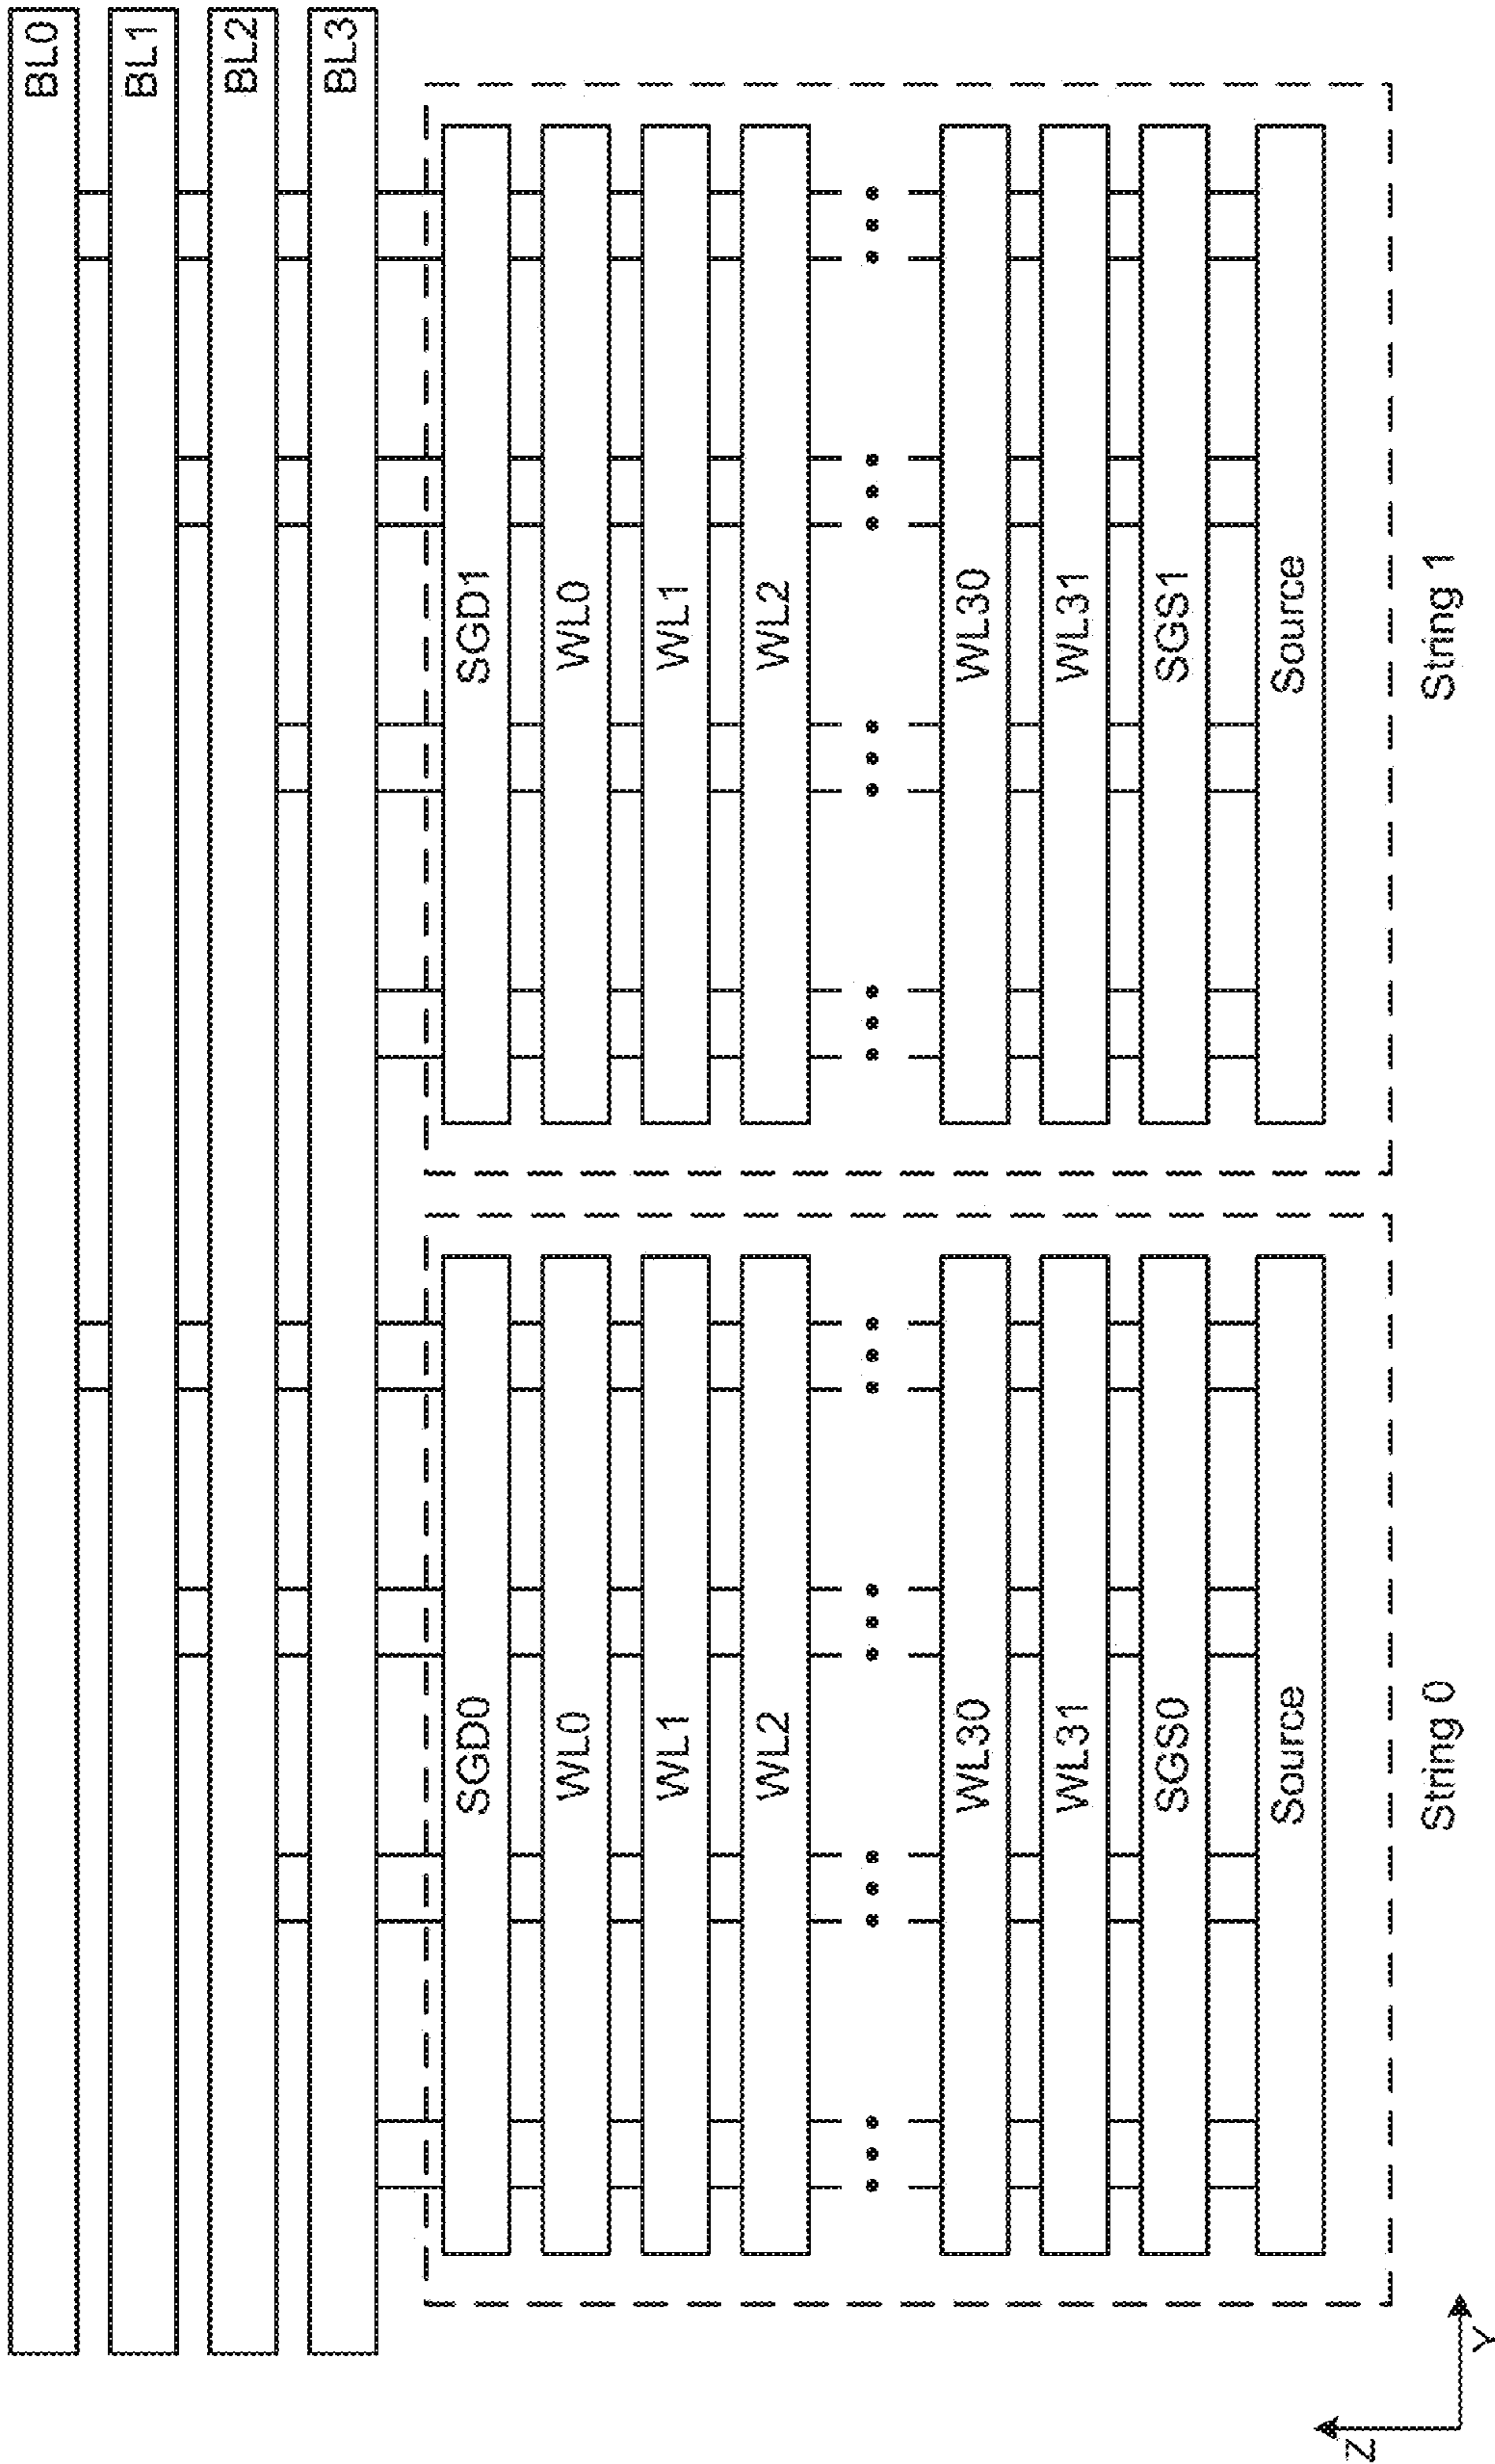 BL0
BL1
BL2
BL3
SGD0
SGD1
WL0
WL0
WL1
WL1
WL2
WL2
WL30
WL30
WL31
WL31
SGS0
SGS1
Source
Source
String 0
String 1
Z
Y